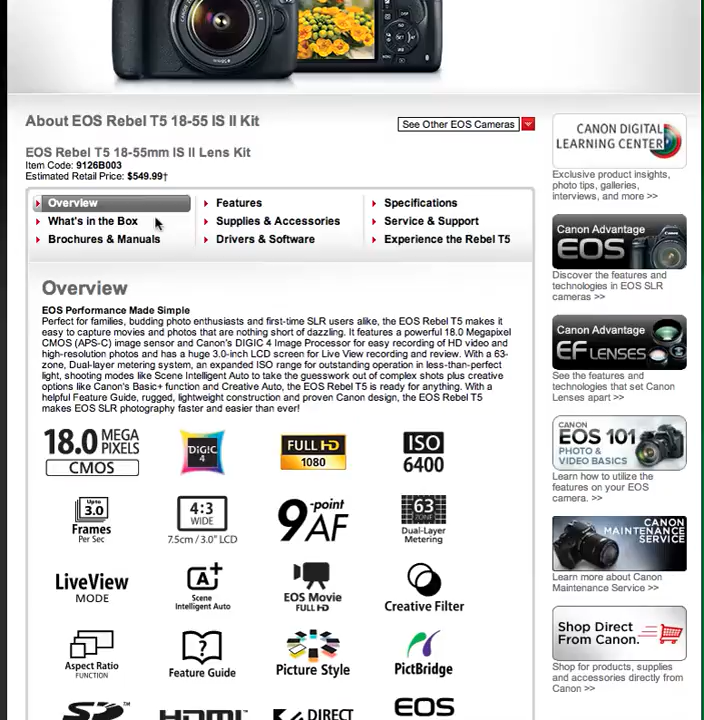 About EOS Rebel T5 18-55 IS II Kit
See Other EOS Cameras
EOS Rebel T5 18-55mm IS II Lens Kit
Item Code: 9126B003
Estimated Retail Price: $549.99†
Overview
Features
Specifications
What's in the Box
Supplies & Accessories
Service & Support
Brochures & Manuals
Drivers & Software
Experience the Rebel T5
Overview
EOS Performance Made Simple
Perfect for families, budding photo enthusiasts and first-time SLR users alike, the EOS Rebel T5 makes it
easy to capture movies and photos that are nothing short of dazzling. It features a powerful 18.0 Megapixel
CMOS (APS-C) image sensor and Canon's DIGIC 4 Image Processor for easy recording of HD video and
high-resolution photos and has a huge 3.0-inch LCD screen for Live View recording and review. With a 63-
zone, Dual-layer metering system, an expanded ISO range for outstanding operation in less-than-perfect
light, shooting modes like Scene Intelligent Auto to take the guesswork out of complex shots plus creative
options like Canon's Basic+ function and Creative Auto, the EOS Rebel T5 is ready for anything. With a
helpful Feature Guide, rugged, lightweight construction and proven Canon design, the EOS Rebel T5
makes EOS SLR photography faster and easier than ever!
18.0 MEGA PIXELS
CMOS
DIGIC 4
FULL HD
1080
ISO
6400
Up to
3.0
Frames
Per Sec
4:3
WIDE
7.5cm / 3.0" LCD
9-point
AF
63
POINT
Dual-Layer
Metering
LiveView
MODE
A+
Scene
Intelligent Auto
EOS Movie
FULL HD
Creative Filter
Aspect Ratio
FUNCTION
?
Feature Guide
Picture Style
PictBridge
SD™
HDMI™
DIRECT
EOS
CANON DIGITAL
LEARNING CENTER
Exclusive product insights,
photo tips, galleries,
interviews, and more >>
Canon Advantage
EOS
Discover the features and
technologies in EOS SLR
cameras >>
Canon Advantage
EF LENSES
See the features and
technologies that set Canon
Lenses apart >>
CANON
EOS 101
PHOTO &
VIDEO BASICS
Learn how to utilize the
features on your EOS
camera. >>
CANON
MAINTENANCE
SERVICE
Learn more about Canon
Maintenance Service >>
Shop Direct
From Canon.
Shop for products, supplies
and accessories directly from
Canon >>